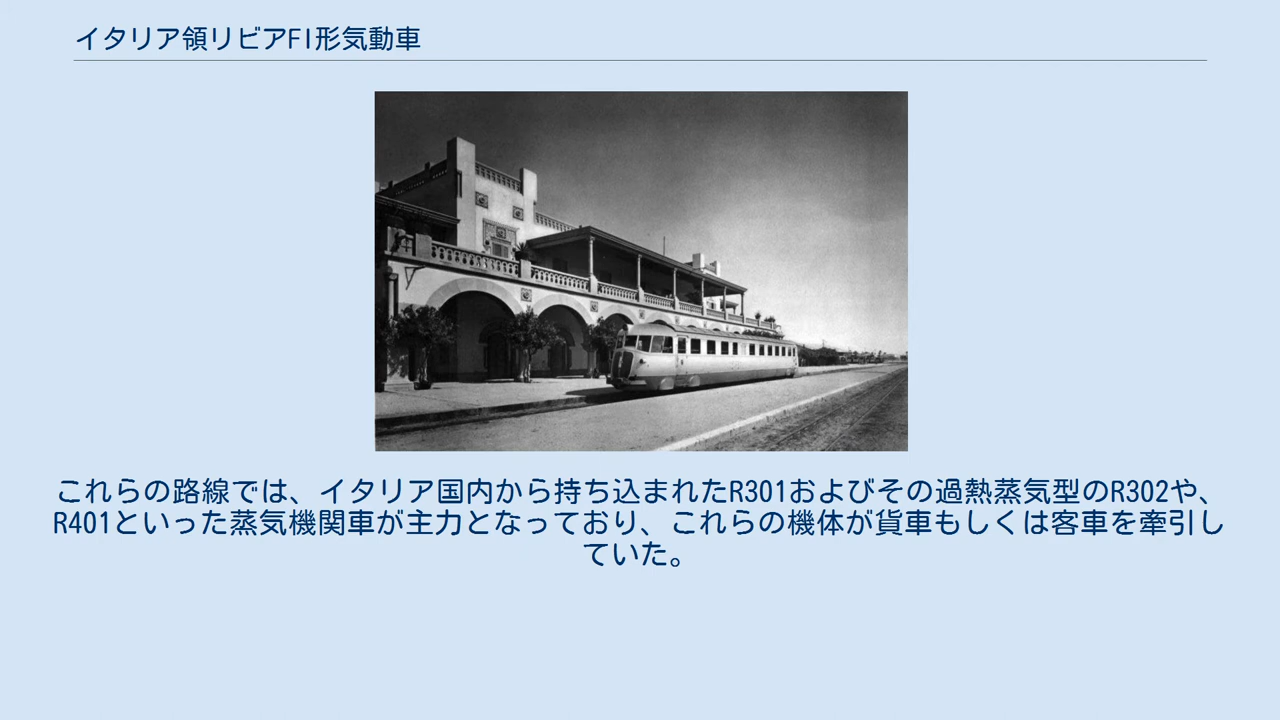 イタリア領リビアFI形気動車
これらの路線では、イタリア国内から持ち込まれたR301およびその過熱蒸気型のR302や、
R401といった蒸気機関車が主力となっており、これらの機体が貨車もしくは客車を牽引し
ていた。